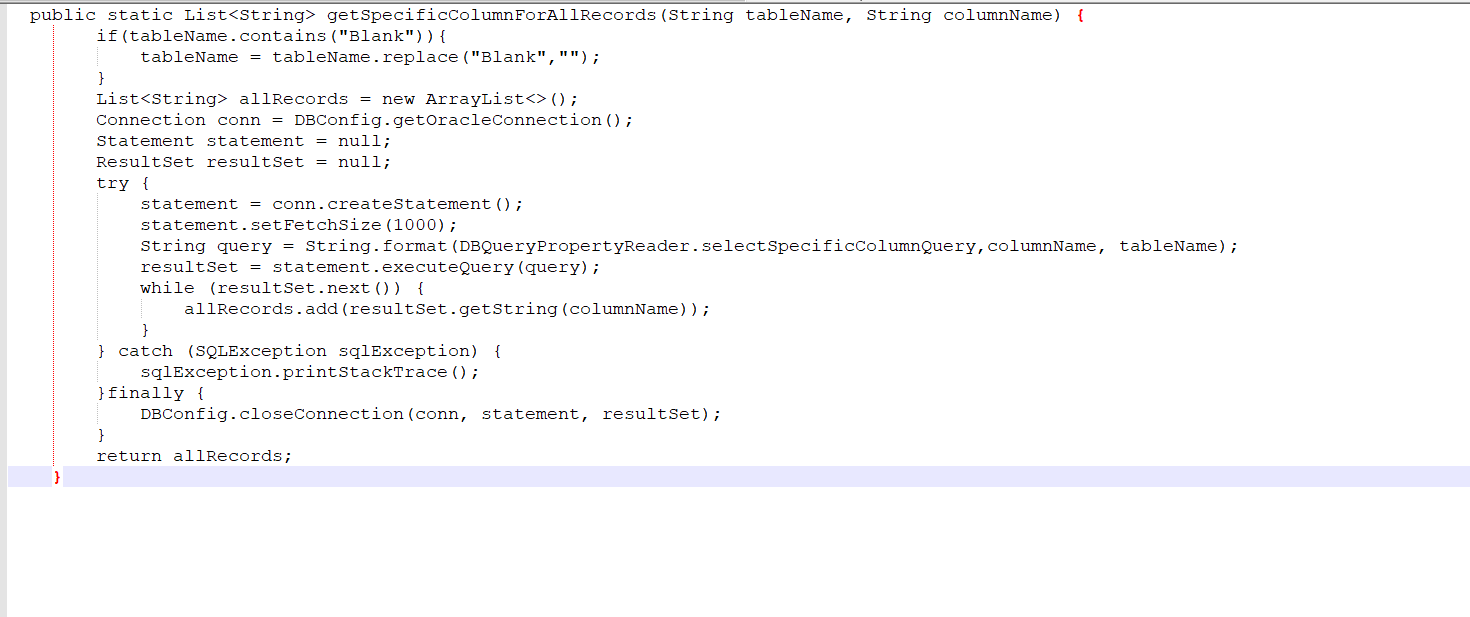 public static List<String> getSpecificColumnForAllRecords(String tableName, String columnName) {
if(tableName.contains("Blank")){
tableName = tableName.replace("Blank","");
}
List<String> allRecords = new ArrayList<>();
Connection conn = DBConfig.getOracleConnection();
Statement statement = null;
ResultSet resultSet = null;
try {
statement = conn.createStatement();
statement.setFetchSize(1000);
String query = String.format(DBQueryPropertyReader.selectSpecificColumnQuery,columnName, tableName);
resultSet = statement.executeQuery(query);
while (resultSet.next()) {
allRecords.add(resultSet.getString(columnName));
}
} catch (SQLException sqlException) {
sqlException.printStackTrace();
}finally {
DBConfig.closeConnection(conn, statement, resultSet);
}
return allRecords;
}